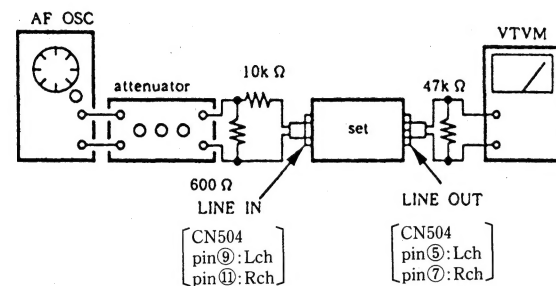 AF OSC
attenuator
10k Ω
600 Ω
set
47k Ω
VTVM
LINE IN
CN504
pin⑨:Lch
pin⑪:Rch
LINE OUT
CN504
pin⑤:Lch
pin⑦:Rch